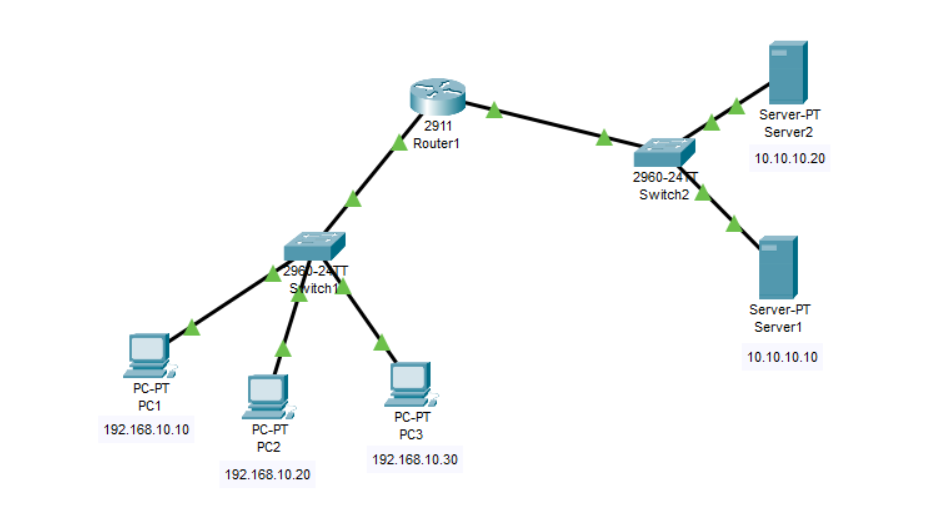 2911
Router1
Server-PT
Server2
10.10.10.20
2960-24TT
Switch2
2960-24TT
Switch1
Server-PT
Server1
10.10.10.10
PC-PT
PC1
192.168.10.10
PC-PT
PC2
192.168.10.20
PC-PT
PC3
192.168.10.30